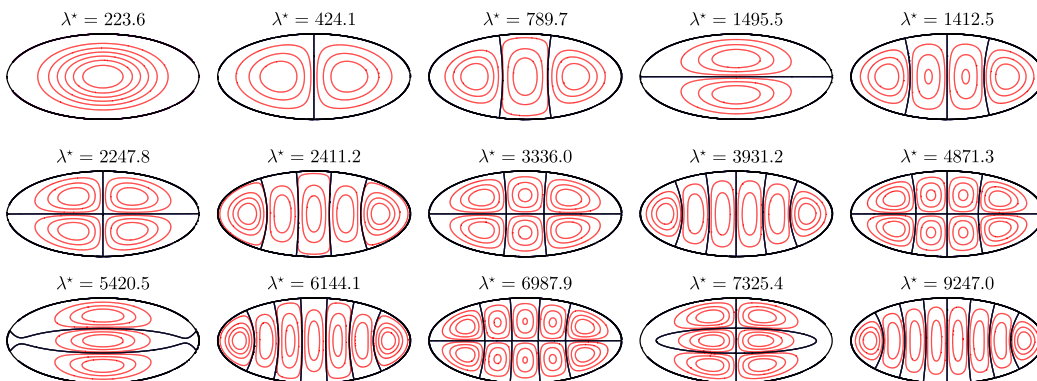 λ* = 223.6 λ* = 424.1 λ* = 789.7 λ* = 1495.5 λ* = 1412.5
λ* = 2247.8 λ* = 2411.2 λ* = 3336.0 λ* = 3931.2 λ* = 4871.3
λ* = 5420.5 λ* = 6144.1 λ* = 6987.9 λ* = 7325.4 λ* = 9247.0